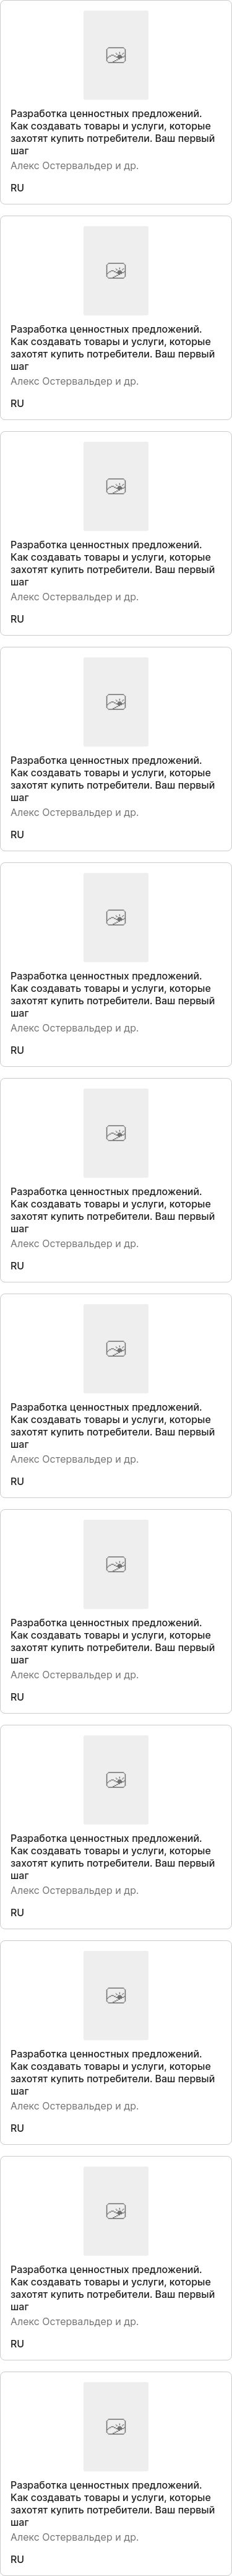 Разработка ценностных предложений.
Как создавать товары и услуги, которые
захотят купить потребители. Ваш первый
шаг
Алекс Остервальдер и др.
RU
Разработка ценностных предложений.
Как создавать товары и услуги, которые
захотят купить потребители. Ваш первый
шаг
Алекс Остервальдер и др.
RU
Разработка ценностных предложений.
Как создавать товары и услуги, которые
захотят купить потребители. Ваш первый
шаг
Алекс Остервальдер и др.
RU
Разработка ценностных предложений.
Как создавать товары и услуги, которые
захотят купить потребители. Ваш первый
шаг
Алекс Остервальдер и др.
RU
Разработка ценностных предложений.
Как создавать товары и услуги, которые
захотят купить потребители. Ваш первый
шаг
Алекс Остервальдер и др.
RU
Разработка ценностных предложений.
Как создавать товары и услуги, которые
захотят купить потребители. Ваш первый
шаг
Алекс Остервальдер и др.
RU
Разработка ценностных предложений.
Как создавать товары и услуги, которые
захотят купить потребители. Ваш первый
шаг
Алекс Остервальдер и др.
RU
Разработка ценностных предложений.
Как создавать товары и услуги, которые
захотят купить потребители. Ваш первый
шаг
Алекс Остервальдер и др.
RU
Разработка ценностных предложений.
Как создавать товары и услуги, которые
захотят купить потребители. Ваш первый
шаг
Алекс Остервальдер и др.
RU
Разработка ценностных предложений.
Как создавать товары и услуги, которые
захотят купить потребители. Ваш первый
шаг
Алекс Остервальдер и др.
RU
Разработка ценностных предложений.
Как создавать товары и услуги, которые
захотят купить потребители. Ваш первый
шаг
Алекс Остервальдер и др.
RU
Разработка ценностных предложений.
Как создавать товары и услуги, которые
захотят купить потребители. Ваш первый
шаг
Алекс Остервальдер и др.
RU